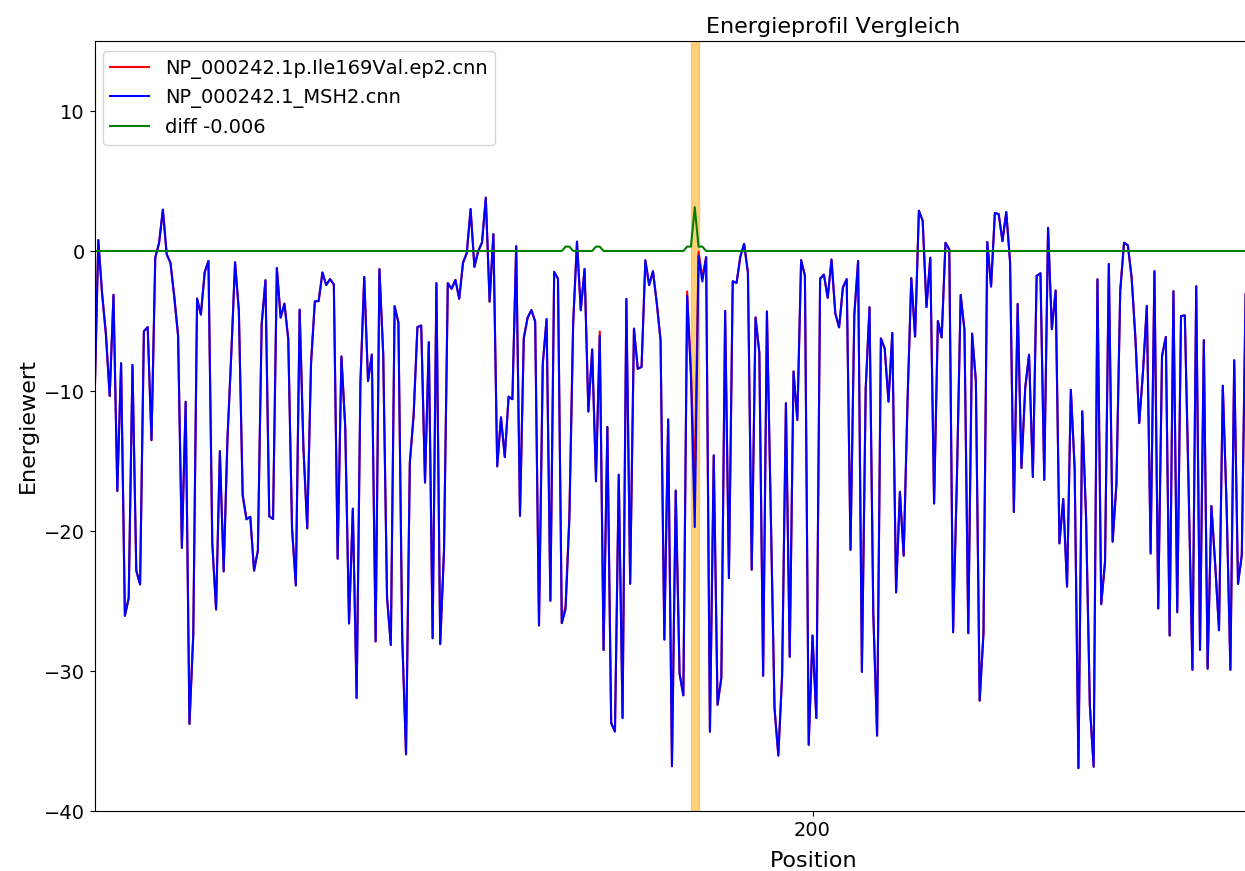 Energieprofil Vergleich
NP_000242.1p.Ile169Val.ep2.cnn
NP_000242.1_MSH2.cnn
diff -0.006
10
0
−10
−20
−30
−40
Energiewert
200
Position